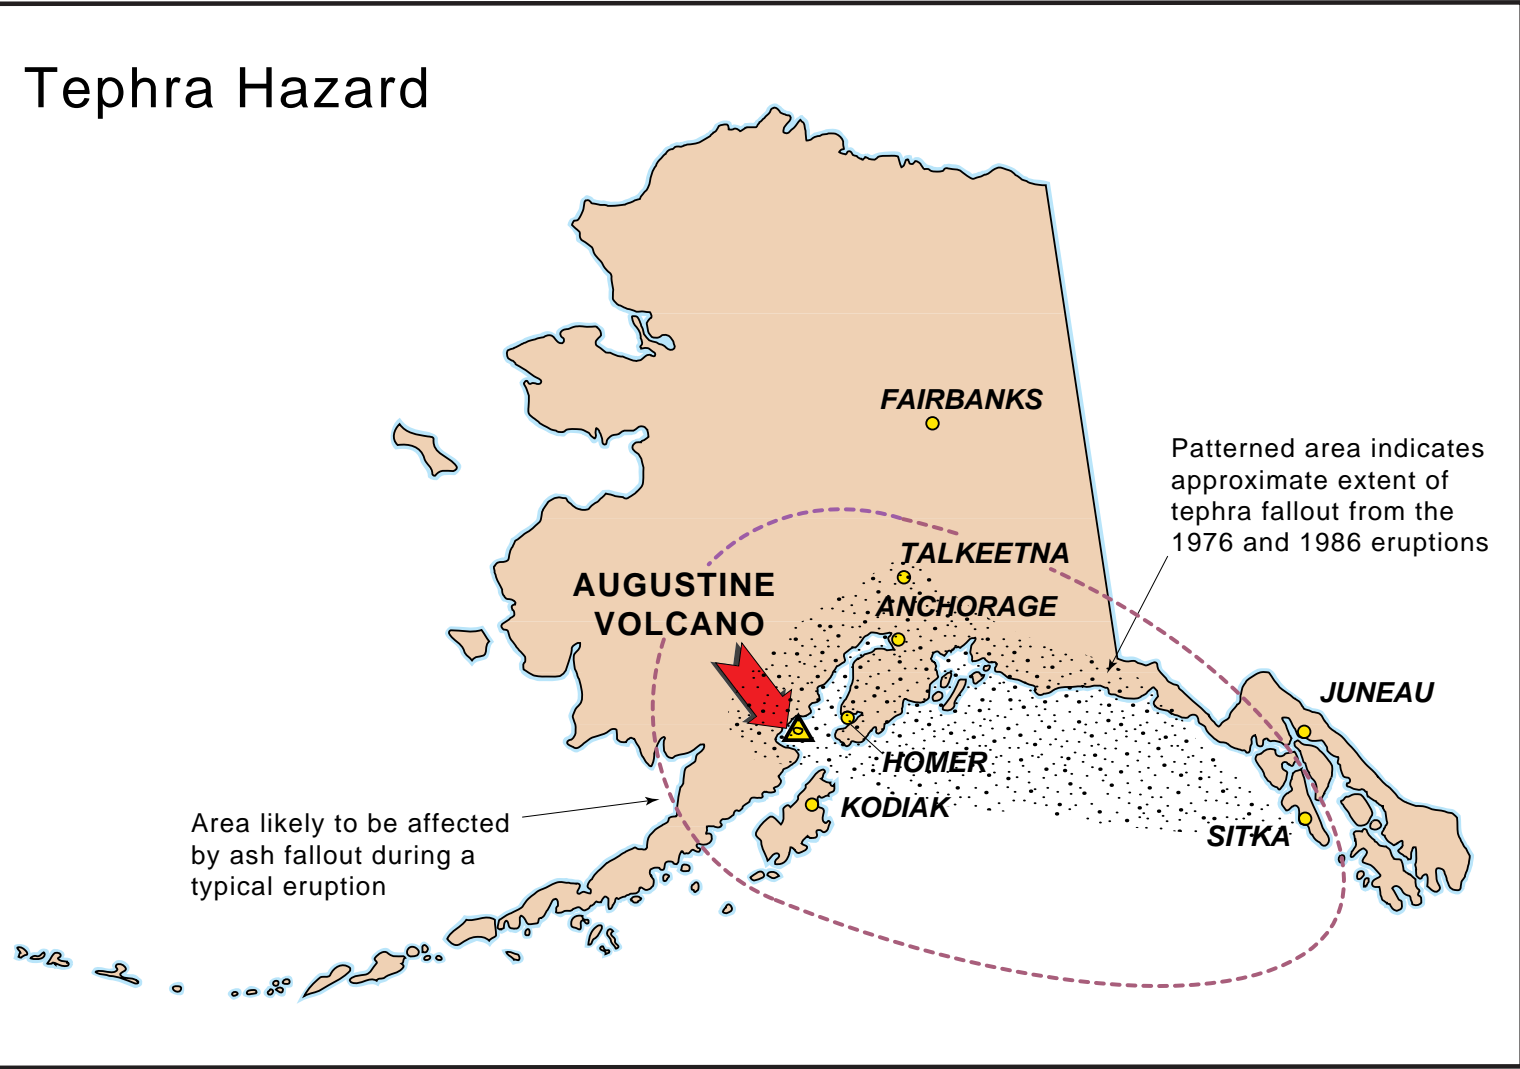 Tephra Hazard
FAIRBANKS
Patterned area indicates
approximate extent of
tephra fallout from the
1976 and 1986 eruptions
TALKEETNA
AUGUSTINE
VOLCANO
ANCHORAGE
JUNEAU
HOMER
KODIAK
SITKA
Area likely to be affected
by ash fallout during a
typical eruption